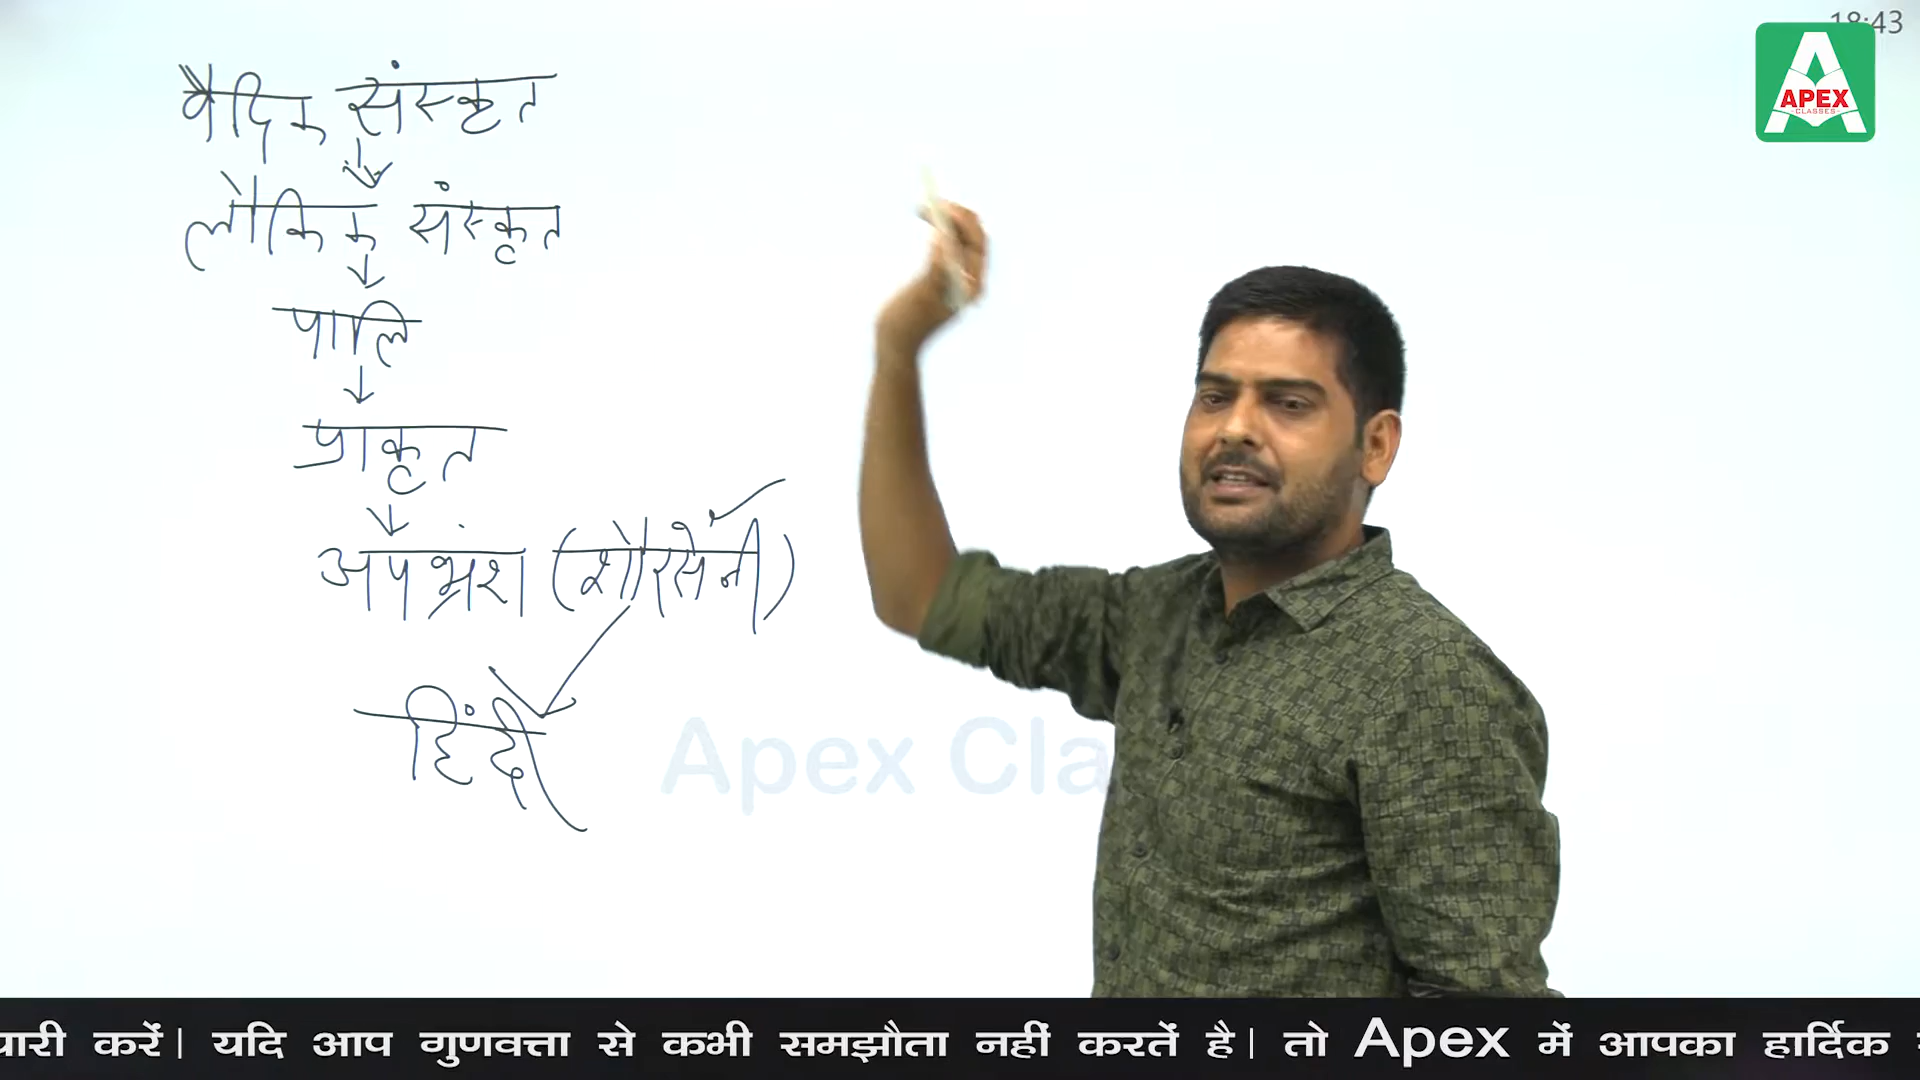 18:43
APEX
CLASSES
वैदिक संस्कृत
लौकिक संस्कृत
पालि
प्राकृत
अपभ्रंश (शौरसेनी)
हिंदी
Apex Cla
यारी करें| यदि आप गुणवत्ता से कभी समझौता नहीं करतें है| तो Apex में आपका हार्दिक